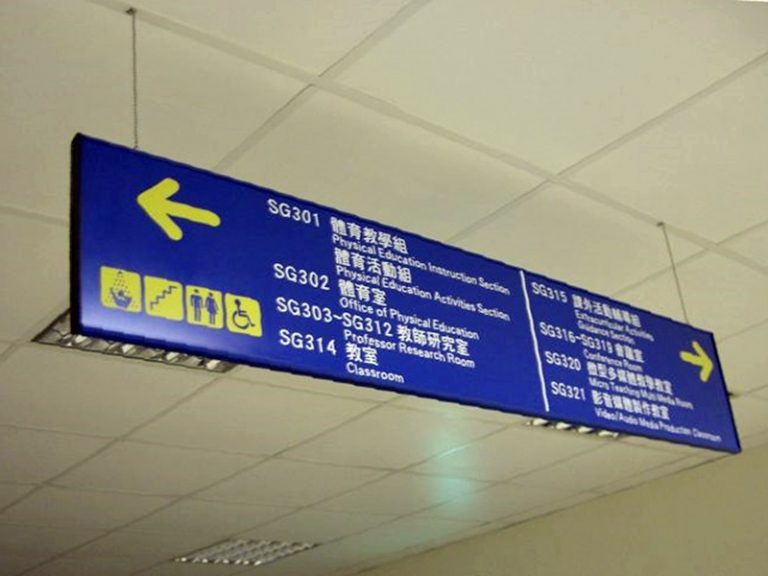 SG301 體育教學組
Physical Education Instruction Section
體育活動組
Physical Education Activities Section
SG302 體育室
Office of Physical Education
SG303~SG312 教師研究室
Professor Research Room
SG314 教室
Classroom
SG315 課外活動輔導組
Extracurricular Activities
Guidance Section
SG316~SG319 會議室
Conference Room
SG320 微型多媒體教學教室
Micro Teaching Multi Media Room
SG321 影音媒體製作教室
Video/Audio Media Production Classroom